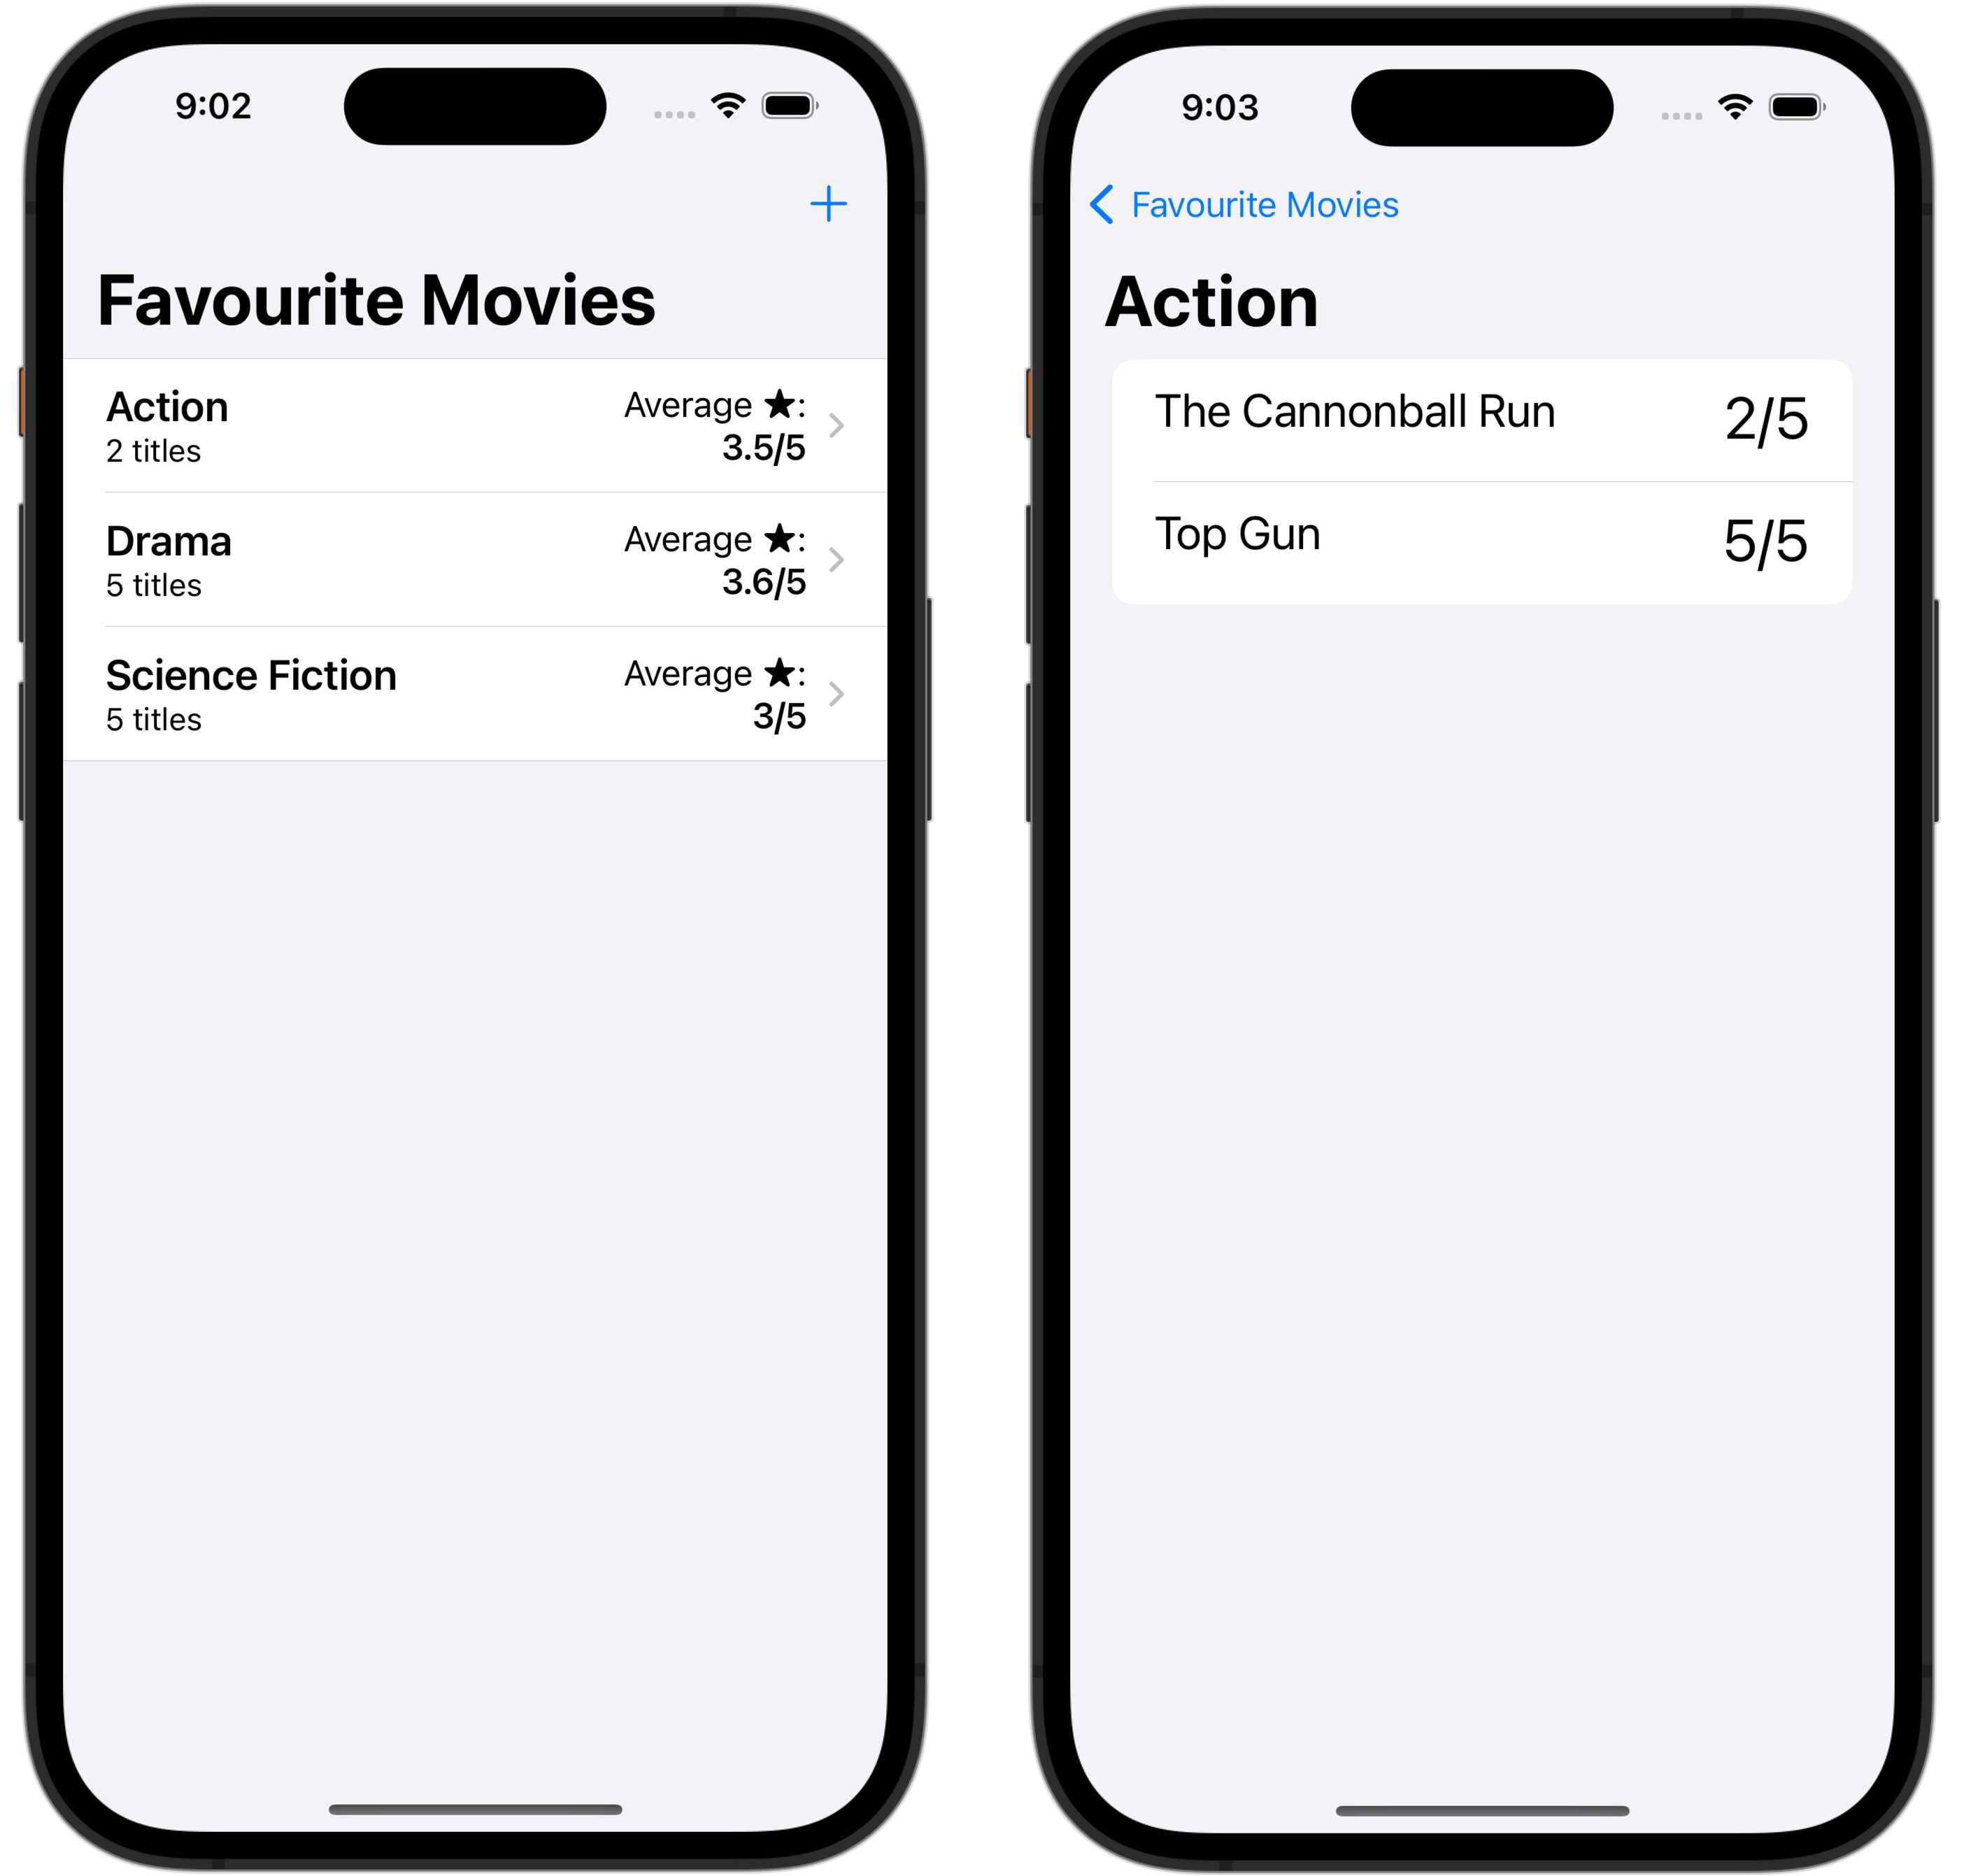 9:02
Favourite Movies
Action
2 titles
Average ★:
3.5/5
Drama
5 titles
Average ★:
3.6/5
Science Fiction
5 titles
Average ★:
3/5
9:03
Favourite Movies
Action
The Cannonball Run
2/5
Top Gun
5/5